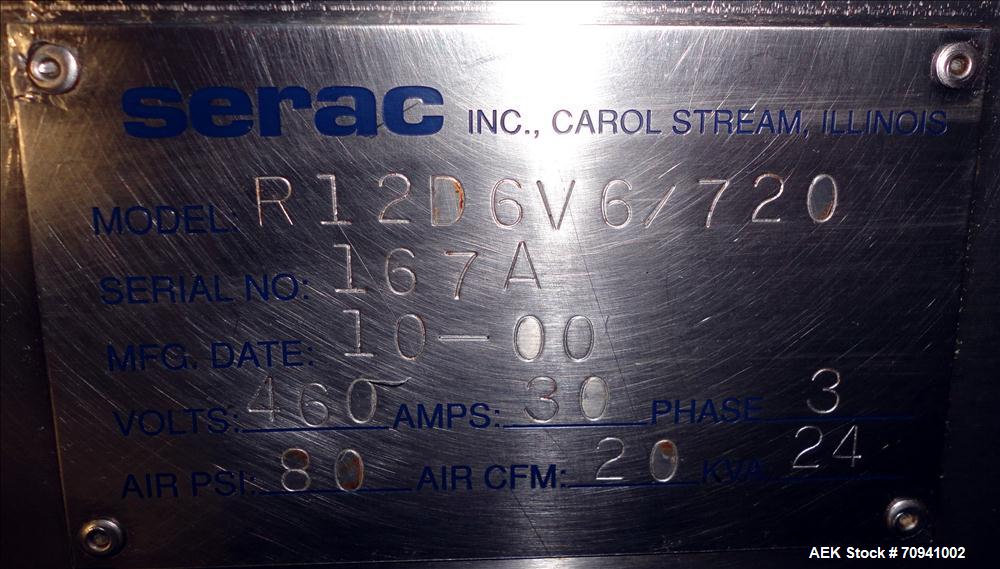 serac INC., CAROL STREAM, ILLINOIS
MODEL: R12D6V6/720
SERIAL NO: 167A
MFG. DATE: 10-00
VOLTS: 460 AMPS: 30 PHASE 3
AIR PSI: 80 AIR CFM: 20 KVA 24
AEK Stock # 70941002